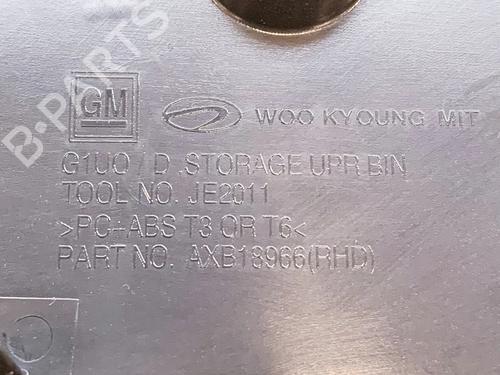 B-PARTS
GM WOO KYOUNG MIT
G1UO / D .STORAGE UPR.BIN
TOOL NO. JE2011
>PC+ABS T3 OR T6<
PART NO. AXB18966(RHD)